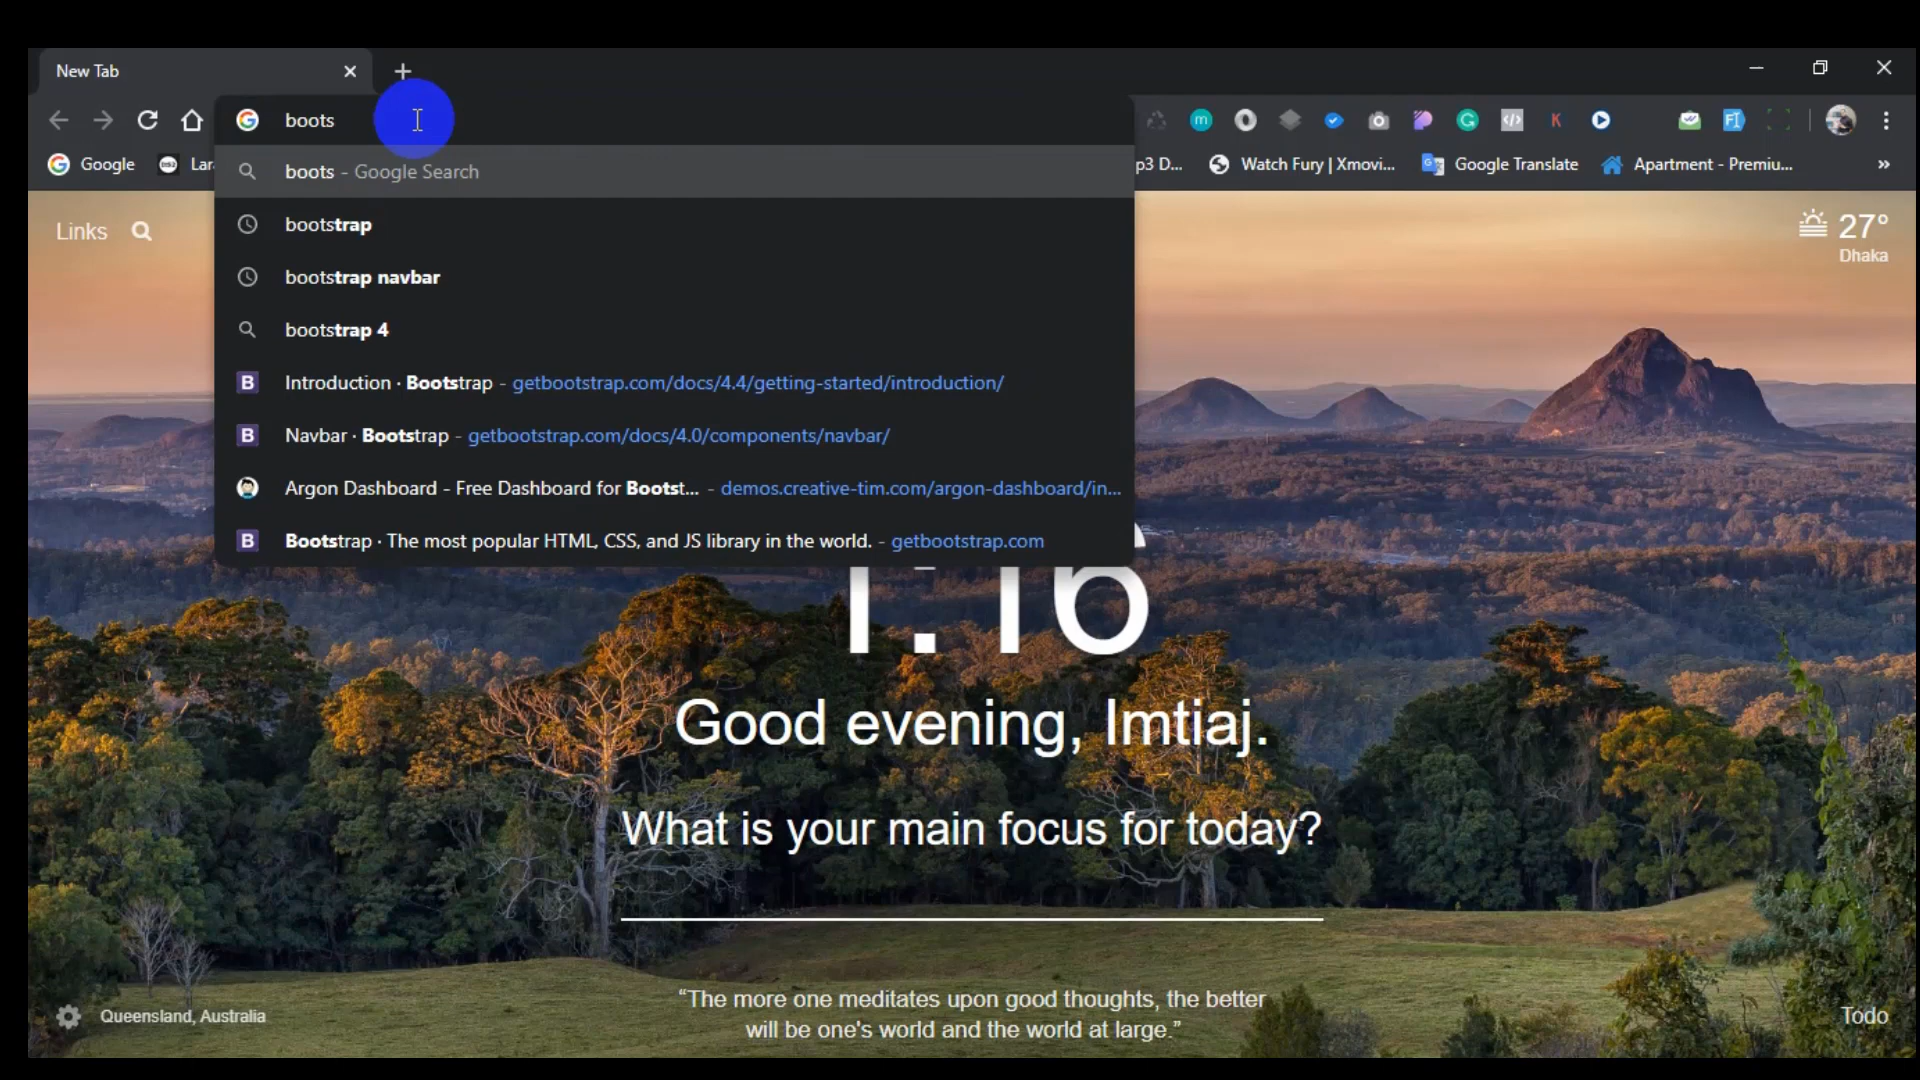 New Tab
boots
Google
Lar
p3 D...
Watch Fury | Xmovi...
Google Translate
Apartment - Premiu...
»
boots - Google Search
bootstrap
bootstrap navbar
bootstrap 4
Introduction · Bootstrap - getbootstrap.com/docs/4.4/getting-started/introduction/
Navbar · Bootstrap - getbootstrap.com/docs/4.0/components/navbar/
Argon Dashboard - Free Dashboard for Bootst... - demos.creative-tim.com/argon-dashboard/in...
Bootstrap · The most popular HTML, CSS, and JS library in the world. - getbootstrap.com
Links
27°
Dhaka
1:16
Good evening, Imtiaj.
What is your main focus for today?
“The more one meditates upon good thoughts, the better
will be one's world and the world at large.”
Queensland, Australia
Todo